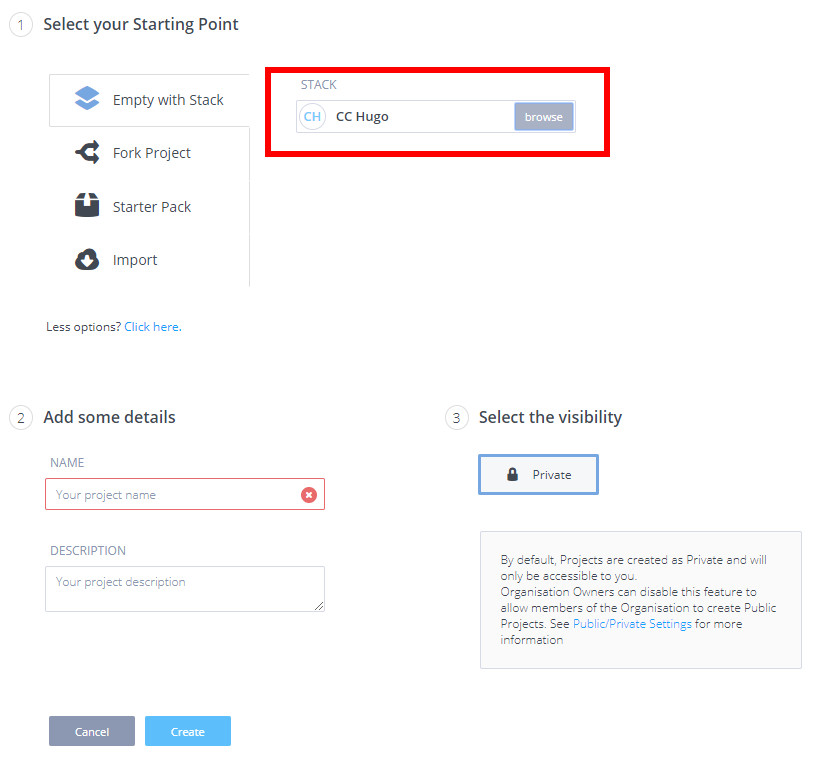 1 Select your Starting Point
Empty with Stack
Fork Project
Starter Pack
Import
STACK
CH CC Hugo browse
Less options? Click here.
2 Add some details
NAME
Your project name
DESCRIPTION
Your project description
3 Select the visibility
Private
By default, Projects are created as Private and will
only be accessible to you.
Organisation Owners can disable this feature to
allow members of the Organisation to create Public
Projects. See Public/Private Settings for more
information
Cancel Create